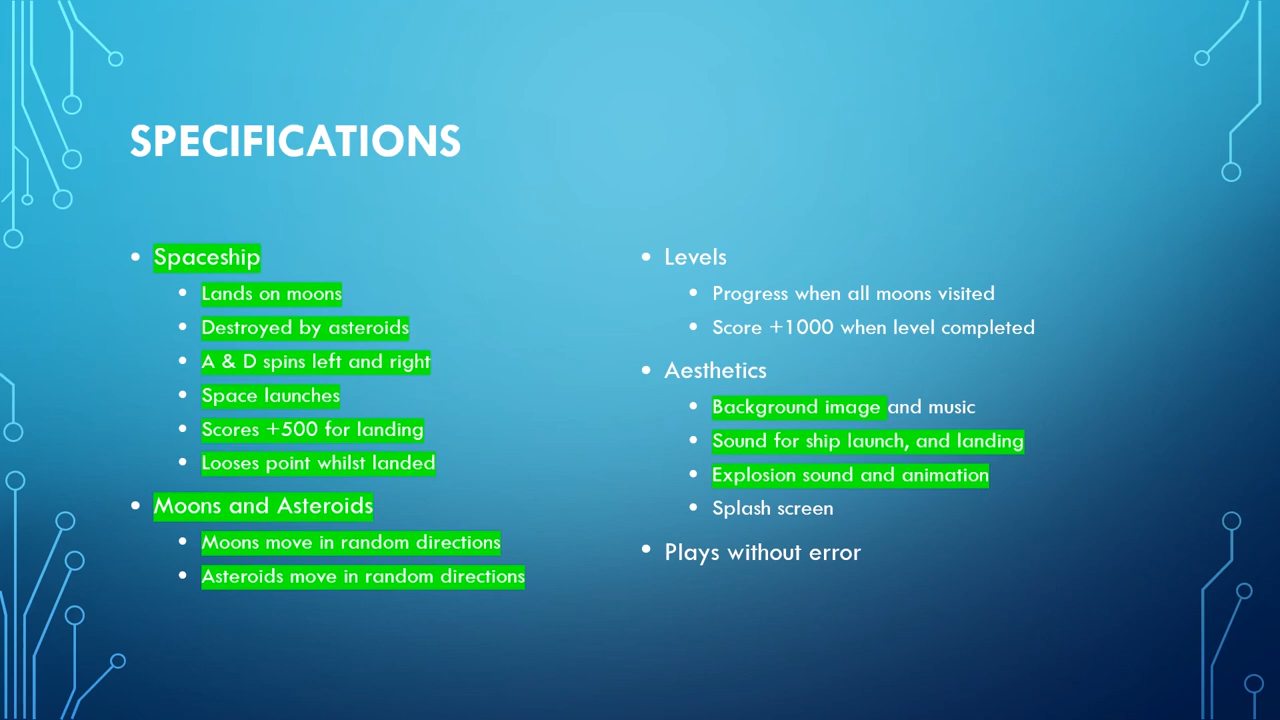 SPECIFICATIONS
Spaceship
Lands on moons
Destroyed by asteroids
A & D spins left and right
Space launches
Scores +500 for landing
Looses point whilst landed
Moons and Asteroids
Moons move in random directions
Asteroids move in random directions
Levels
Progress when all moons visited
Score +1000 when level completed
Aesthetics
Background image and music
Sound for ship launch, and landing
Explosion sound and animation
Splash screen
Plays without error